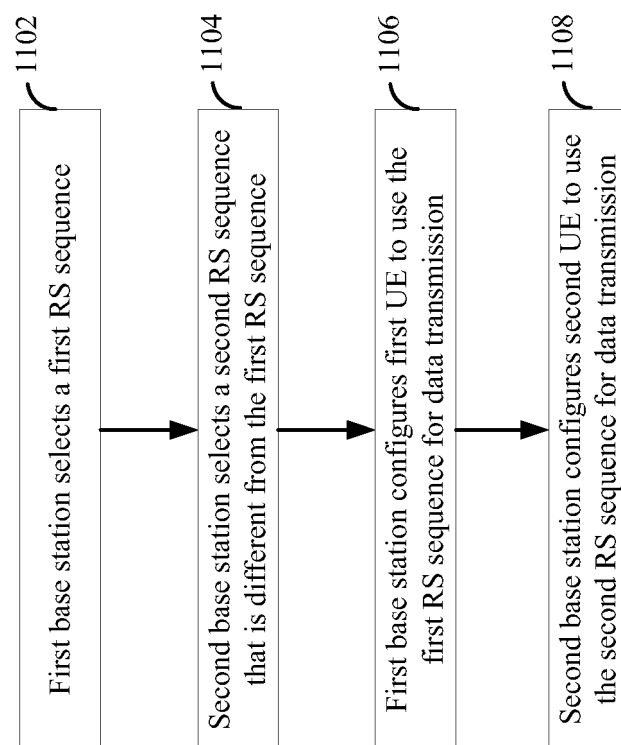 1102
First base station selects a first RS sequence
1104
Second base station selects a second RS sequence
that is different from the first RS sequence
1106
First base station configures first UE to use the
first RS sequence for data transmission
1108
Second base station configures second UE to use
the second RS sequence for data transmission